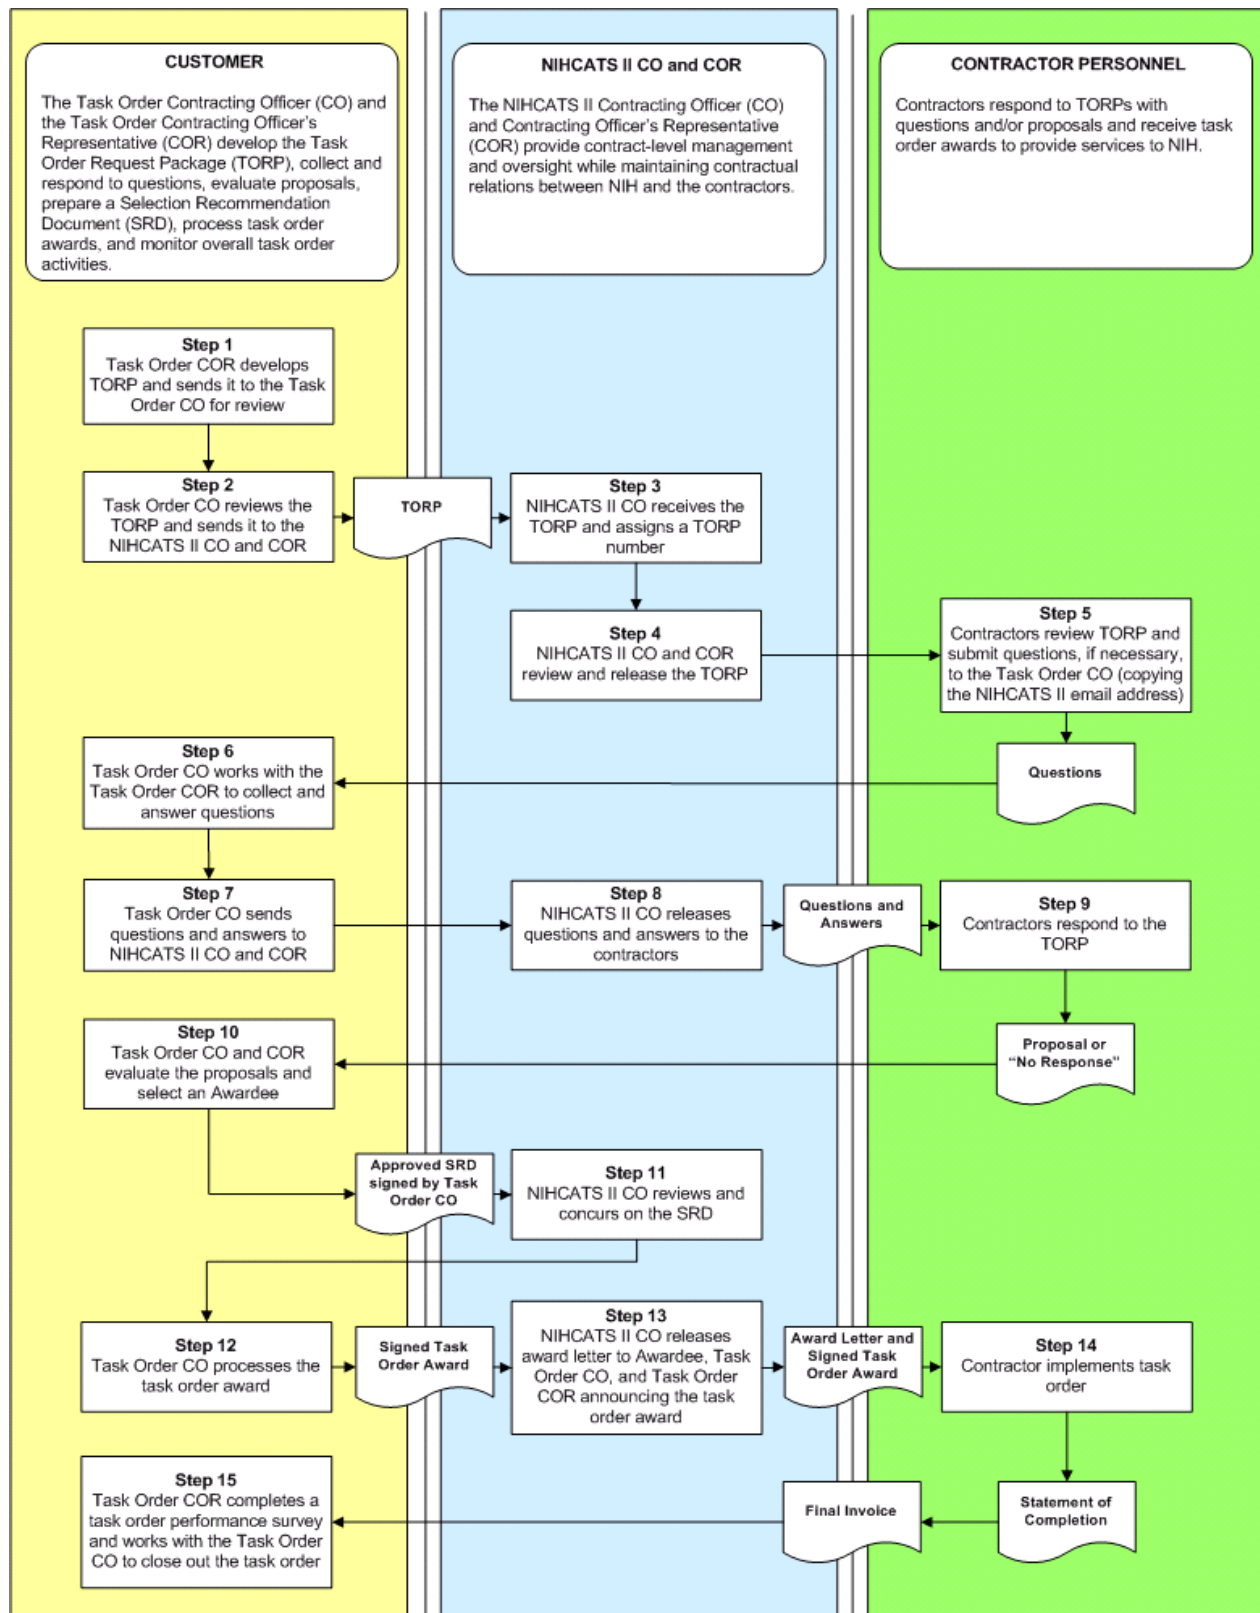 CUSTOMER
The Task Order Contracting Officer (CO) and
the Task Order Contracting Officer's
Representative (COR) develop the Task
Order Request Package (TORP), collect and
respond to questions, evaluate proposals,
prepare a Selection Recommendation
Document (SRD), process task order
awards, and monitor overall task order
activities.
NIHCATS II CO and COR
The NIHCATS II Contracting Officer (CO)
and Contracting Officer's Representative
(COR) provide contract-level management
and oversight while maintaining contractual
relations between NIH and the contractors.
CONTRACTOR PERSONNEL
Contractors respond to TORPs with
questions and/or proposals and receive task
order awards to provide services to NIH.
Step 1
Task Order COR develops
TORP and sends it to the Task
Order CO for review
Step 2
Task Order CO reviews the
TORP and sends it to the
NIHCATS II CO and COR
TORP
Step 3
NIHCATS II CO receives the
TORP and assigns a TORP
number
Step 4
NIHCATS II CO and COR
review and release the TORP
Step 5
Contractors review TORP and
submit questions, if necessary,
to the Task Order CO (copying
the NIHCATS II email address)
Questions
Step 6
Task Order CO works with the
Task Order COR to collect and
answer questions
Step 7
Task Order CO sends
questions and answers to
NIHCATS II CO and COR
Step 8
NIHCATS II CO releases
questions and answers to the
contractors
Questions and
Answers
Step 9
Contractors respond to the
TORP
Proposal or
“No Response”
Step 10
Task Order CO and COR
evaluate the proposals and
select an Awardee
Approved SRD
signed by Task
Order CO
Step 11
NIHCATS II CO reviews and
concurs on the SRD
Step 12
Task Order CO processes the
task order award
Signed Task
Order Award
Step 13
NIHCATS II CO releases
award letter to Awardee, Task
Order CO, and Task Order
COR announcing the task
order award
Award Letter and
Signed Task
Order Award
Step 14
Contractor implements task
order
Statement of
Completion
Final Invoice
Step 15
Task Order COR completes a
task order performance survey
and works with the Task Order
CO to close out the task order